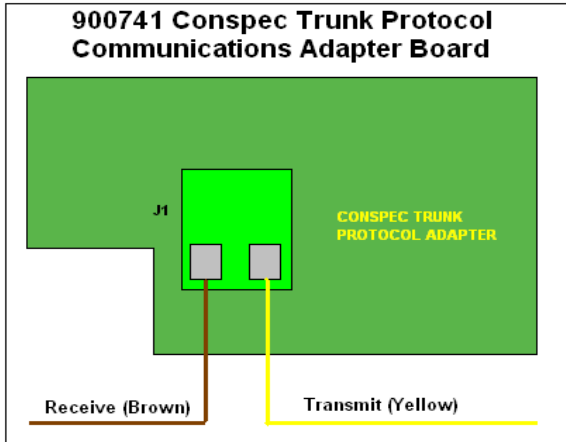 900741 Conspec Trunk Protocol
Communications Adapter Board
J1
CONSPEC TRUNK
PROTOCOL ADAPTER
Receive (Brown)
Transmit (Yellow)